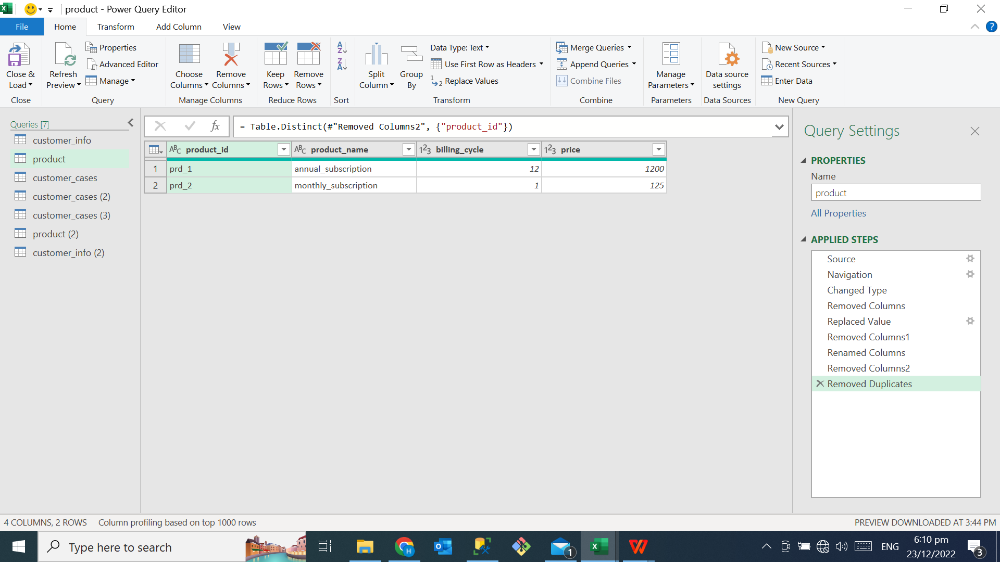 product - Power Query Editor
File Home Transform Add Column View
Close & Load
Close
Refresh Preview
Properties
Advanced Editor
Manage
Query
Choose Columns
Remove Columns
Manage Columns
Keep Rows
Remove Rows
Reduce Rows
Sort
Split Column
Group By
Data Type: Text
Use First Row as Headers
Replace Values
Transform
Merge Queries
Append Queries
Combine Files
Combine
Manage Parameters
Parameters
Data source settings
Data Sources
New Source
Recent Sources
Enter Data
New Query
Queries [7]
customer_info
product
customer_cases
customer_cases (2)
customer_cases (3)
product (2)
customer_info (2)
fx
= Table.Distinct(#"Removed Columns2", {"product_id"})
ABC product_id ABC product_name 123 billing_cycle 123 price
1 prd_1 annual_subscription 12 1200
2 prd_2 monthly_subscription 1 125
Query Settings
PROPERTIES
Name
product
All Properties
APPLIED STEPS
Source
Navigation
Changed Type
Removed Columns
Replaced Value
Removed Columns1
Renamed Columns
Removed Columns2
Removed Duplicates
4 COLUMNS, 2 ROWS Column profiling based on top 1000 rows
PREVIEW DOWNLOADED AT 3:44 PM
Type here to search
H
1
ENG
6:10 pm
23/12/2022
3